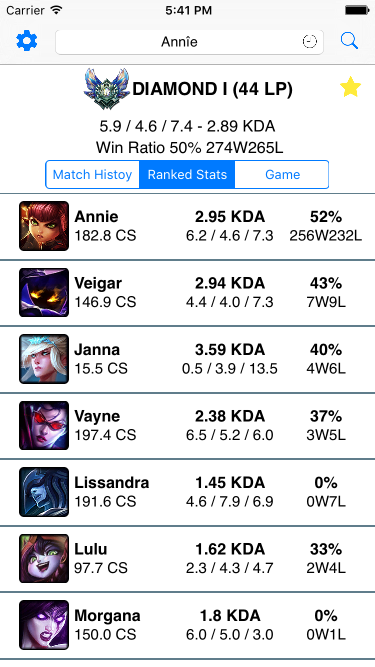 Carrier 5:41 PM
Annîe
DIAMOND I (44 LP)
5.9 / 4.6 / 7.4 - 2.89 KDA
Win Ratio 50% 274W265L
Match Histoy Ranked Stats Game
Annie 2.95 KDA 52%
182.8 CS 6.2 / 4.6 / 7.3 256W232L
Veigar 2.94 KDA 43%
146.9 CS 4.4 / 4.0 / 7.3 7W9L
Janna 3.59 KDA 40%
15.5 CS 0.5 / 3.9 / 13.5 4W6L
Vayne 2.38 KDA 37%
197.4 CS 6.5 / 5.2 / 6.0 3W5L
Lissandra 1.45 KDA 0%
191.6 CS 4.6 / 7.9 / 6.9 0W7L
Lulu 1.62 KDA 33%
97.7 CS 2.3 / 4.3 / 4.7 2W4L
Morgana 1.8 KDA 0%
150.0 CS 6.0 / 5.0 / 3.0 0W1L